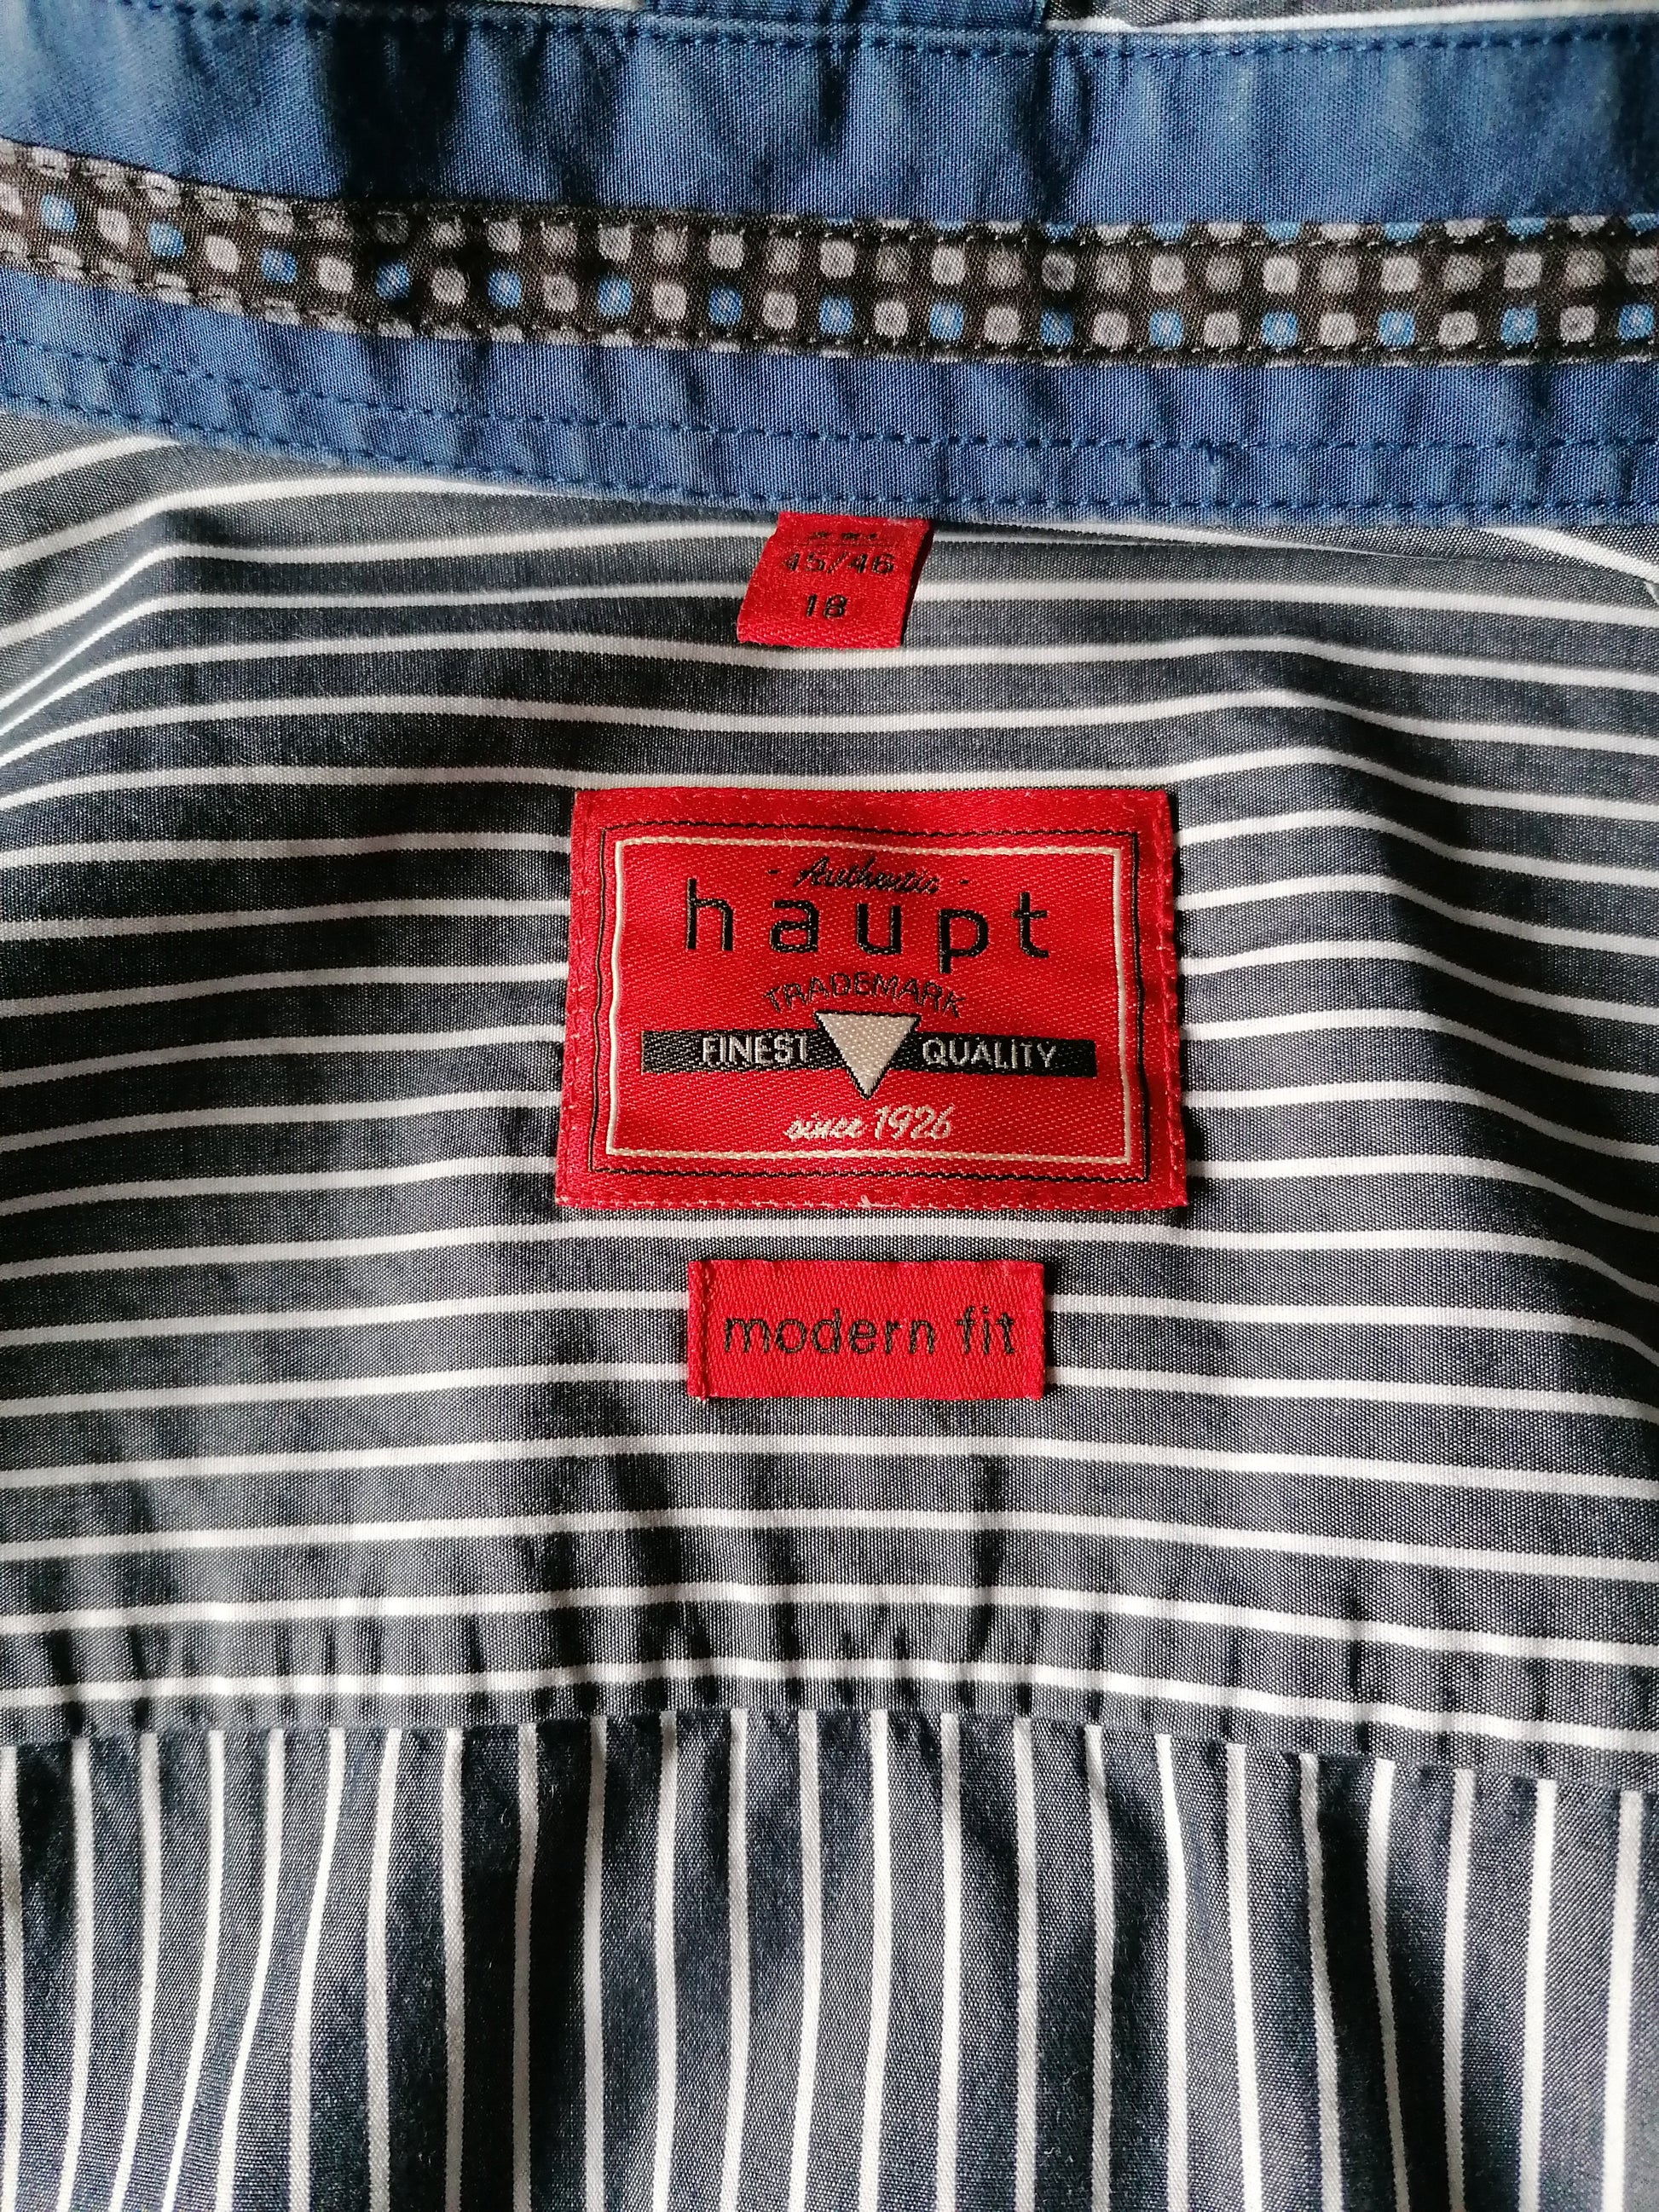 45/46
18
- Authentic -
haupt
TRADEMARK
FINEST QUALITY
since 1926
modern fit